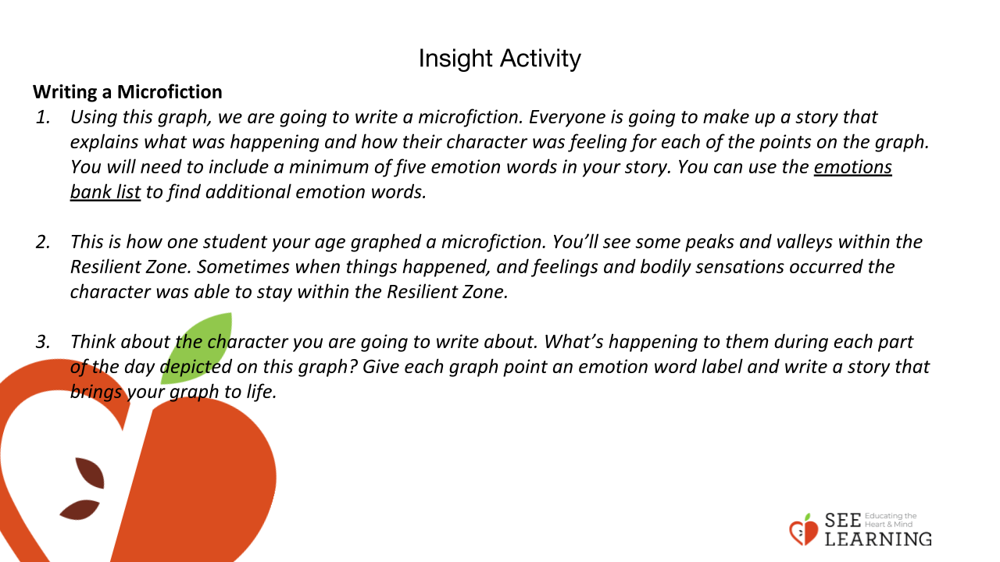 Insight Activity
Writing a Microfiction
1. Using this graph, we are going to write a microfiction. Everyone is going to make up a story that
explains what was happening and how their character was feeling for each of the points on the graph.
You will need to include a minimum of five emotion words in your story. You can use the emotions
bank list to find additional emotion words.
2. This is how one student your age graphed a microfiction. You’ll see some peaks and valleys within the
Resilient Zone. Sometimes when things happened, and feelings and bodily sensations occurred the
character was able to stay within the Resilient Zone.
3. Think about the character you are going to write about. What’s happening to them during each part
of the day depicted on this graph? Give each graph point an emotion word label and write a story that
brings your graph to life.
SEE Educating the
Heart & Mind
LEARNING